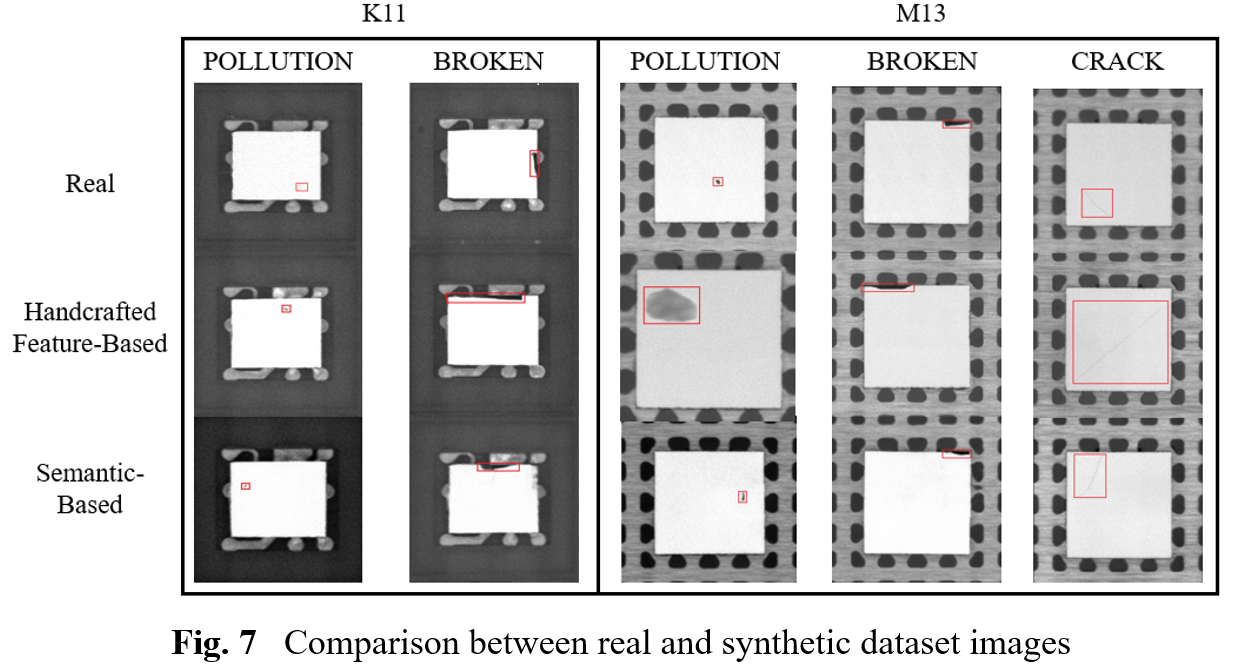 K11 M13
POLLUTION BROKEN POLLUTION BROKEN CRACK
Real
Handcrafted
Feature-Based
Semantic-
Based
Fig. 7 Comparison between real and synthetic dataset images